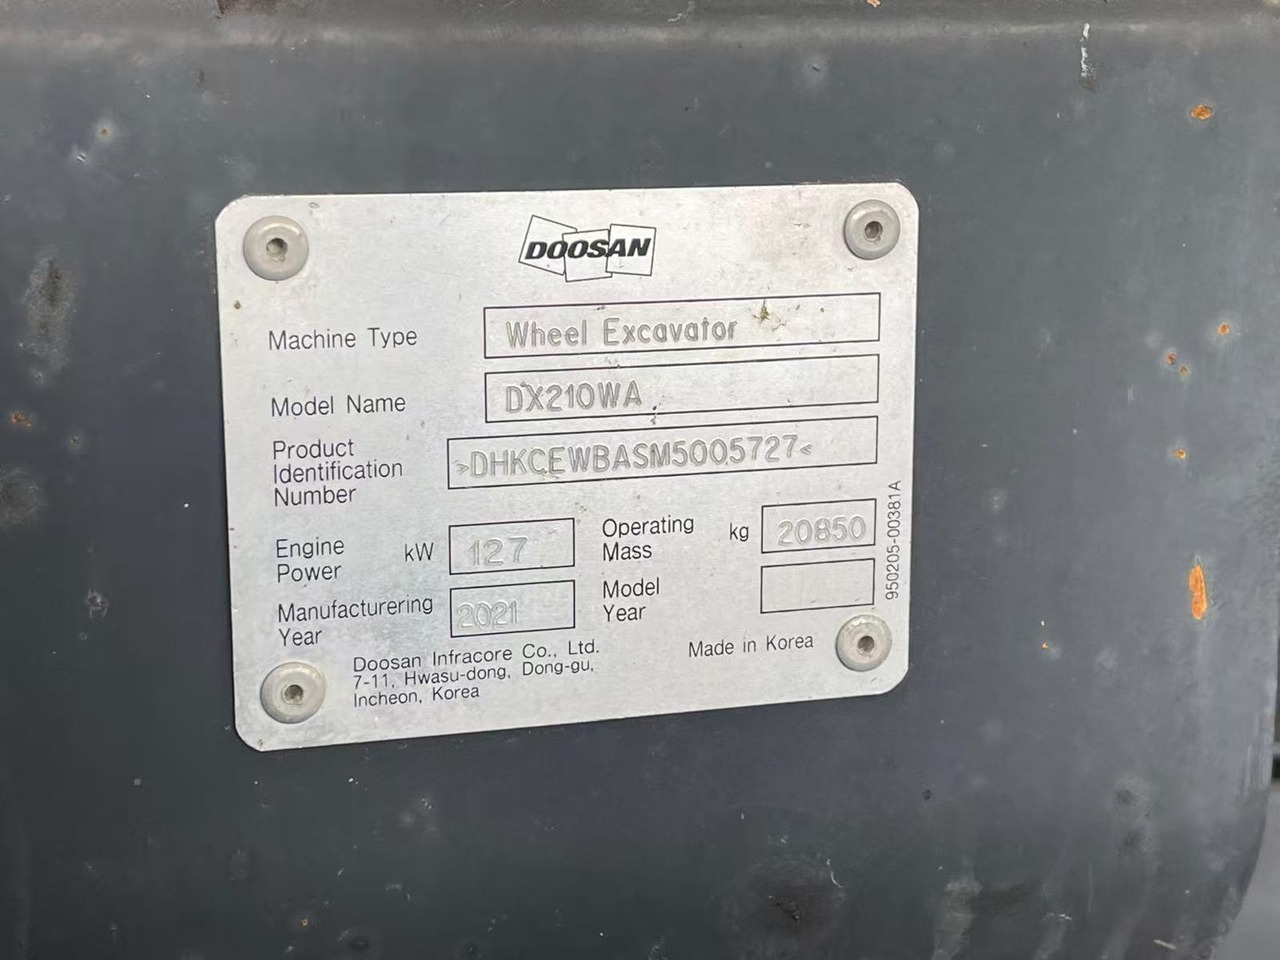 DOOSAN
Machine Type Wheel Excavator
Model Name DX210WA
Product
Identification
Number >DHKCEWBASM5005727<
Engine
Power kW 127
Operating
Mass kg 20850
Manufacturering
Year 2021
Model
Year
Doosan Infracore Co., Ltd.
7-11, Hwasu-dong, Dong-gu,
Incheon, Korea
Made in Korea
950205-00381A